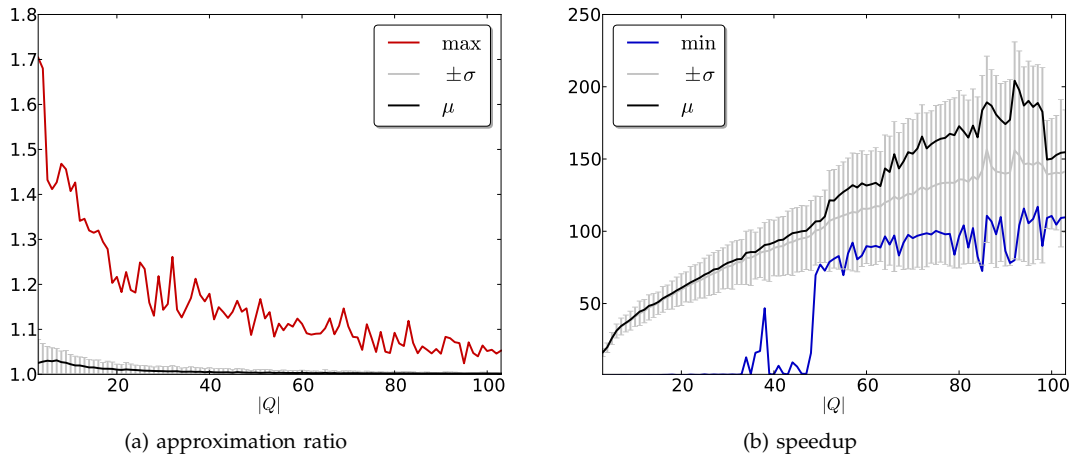 1.8
1.7
1.6
1.5
1.4
1.3
1.2
1.1
1.0
20
40
60
80
100
|Q|
max
±σ
μ
(a) approximation ratio
250
200
150
100
50
20
40
60
80
100
|Q|
min
±σ
μ
(b) speedup